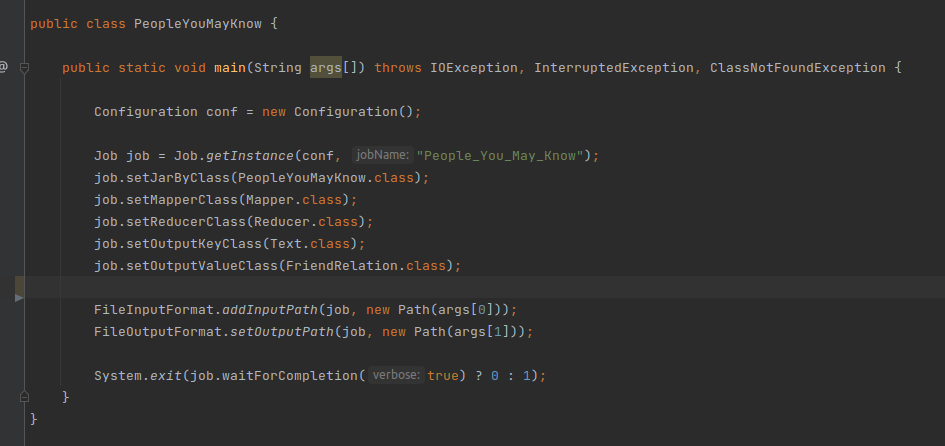 public class PeopleYouMayKnow {
@
public static void main(String args[]) throws IOException, InterruptedException, ClassNotFoundException {
Configuration conf = new Configuration();
Job job = Job.getInstance(conf, jobName: "People_You_May_Know");
job.setJarByClass(PeopleYouMayKnow.class);
job.setMapperClass(Mapper.class);
job.setReducerClass(Reducer.class);
job.setOutputKeyClass(Text.class);
job.setOutputValueClass(FriendRelation.class);
FileInputFormat.addInputPath(job, new Path(args[0]));
FileOutputFormat.setOutputPath(job, new Path(args[1]));
System.exit(job.waitForCompletion( verbose: true) ? 0 : 1);
}
}